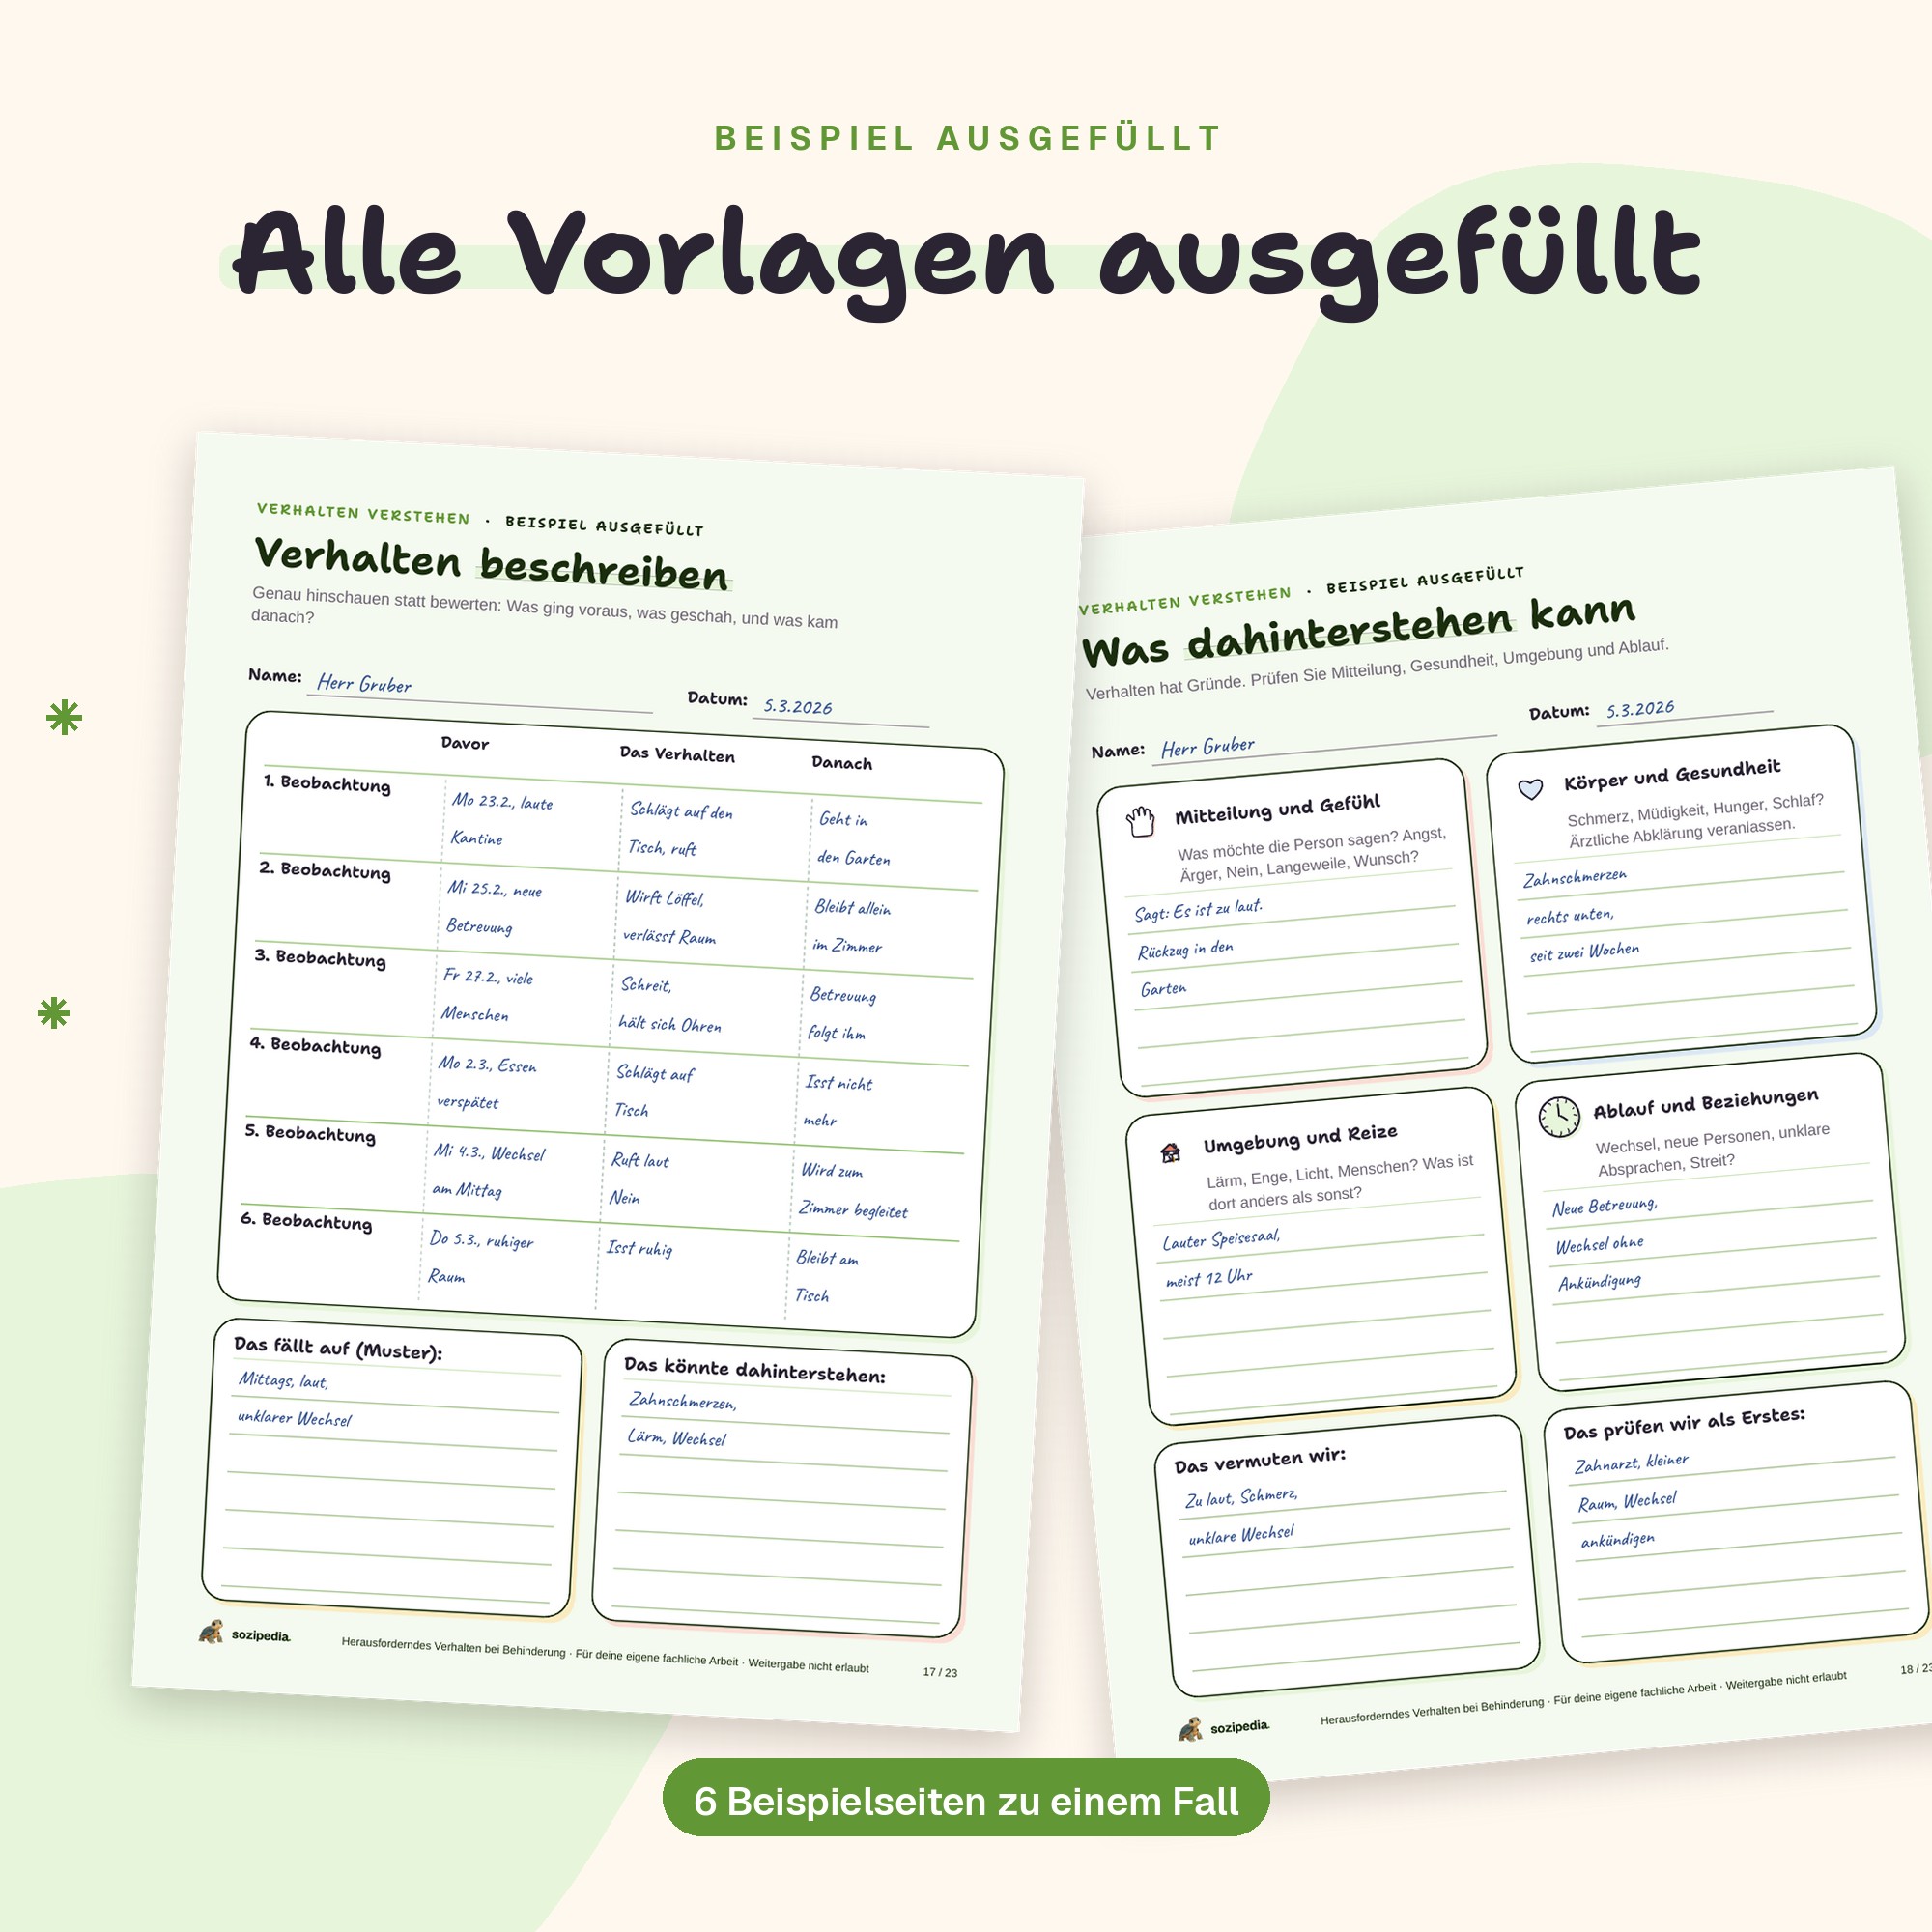 BEISPIEL AUSGEFÜLLT
Alle Vorlagen ausgefüllt
VERHALTEN VERSTEHEN · BEISPIEL AUSGEFÜLLT
Verhalten beschreiben
Genau hinschauen statt bewerten: Was ging voraus, was geschah, und was kam
danach?
Name: Herr Gruber Datum: 5.3.2026
Davor Das Verhalten Danach
1. Beobachtung
Mo 23.2., laute
Kantine
Schlägt auf den
Tisch, ruft
Geht in
den Garten
2. Beobachtung
Mi 25.2., neue
Betreuung
Wirft Löffel,
verlässt Raum
Bleibt allein
im Zimmer
3. Beobachtung
Fr 27.2., viele
Menschen
Schreit,
hält sich Ohren
Betreuung
folgt ihm
4. Beobachtung
Mo 2.3., Essen
verspätet
Schlägt auf
Tisch
Isst nicht
mehr
5. Beobachtung
Mi 4.3., Wechsel
am Mittag
Ruft laut
Nein
Wird zum
Zimmer begleitet
6. Beobachtung
Do 5.3., ruhiger
Raum
Isst ruhig
Bleibt am
Tisch
Das fällt auf (Muster):
Mittags, laut,
unklarer Wechsel
Das könnte dahinterstehen:
Zahnschmerzen,
Lärm, Wechsel
sozipedia.
Herausforderndes Verhalten bei Behinderung · Für deine eigene fachliche Arbeit · Weitergabe nicht erlaubt
17 / 23
VERHALTEN VERSTEHEN · BEISPIEL AUSGEFÜLLT
Was dahinterstehen kann
Verhalten hat Gründe. Prüfen Sie Mitteilung, Gesundheit, Umgebung und Ablauf.
Name: Herr Gruber Datum: 5.3.2026
Mitteilung und Gefühl
Was möchte die Person sagen? Angst,
Ärger, Nein, Langeweile, Wunsch?
Sagt: Es ist zu laut.
Rückzug in den
Garten
Körper und Gesundheit
Schmerz, Müdigkeit, Hunger, Schlaf?
Ärztliche Abklärung veranlassen.
Zahnschmerzen
rechts unten,
seit zwei Wochen
Umgebung und Reize
Lärm, Enge, Licht, Menschen? Was ist
dort anders als sonst?
Lauter Speisesaal,
meist 12 Uhr
Ablauf und Beziehungen
Wechsel, neue Personen, unklare
Absprachen, Streit?
Neue Betreuung,
Wechsel ohne
Ankündigung
Das vermuten wir:
Zu laut, Schmerz,
unklare Wechsel
Das prüfen wir als Erstes:
Zahnarzt, kleiner
Raum, Wechsel
ankündigen
sozipedia.
Herausforderndes Verhalten bei Behinderung · Für deine eigene fachliche Arbeit · Weitergabe nicht erlaubt
18 / 23
6 Beispielseiten zu einem Fall